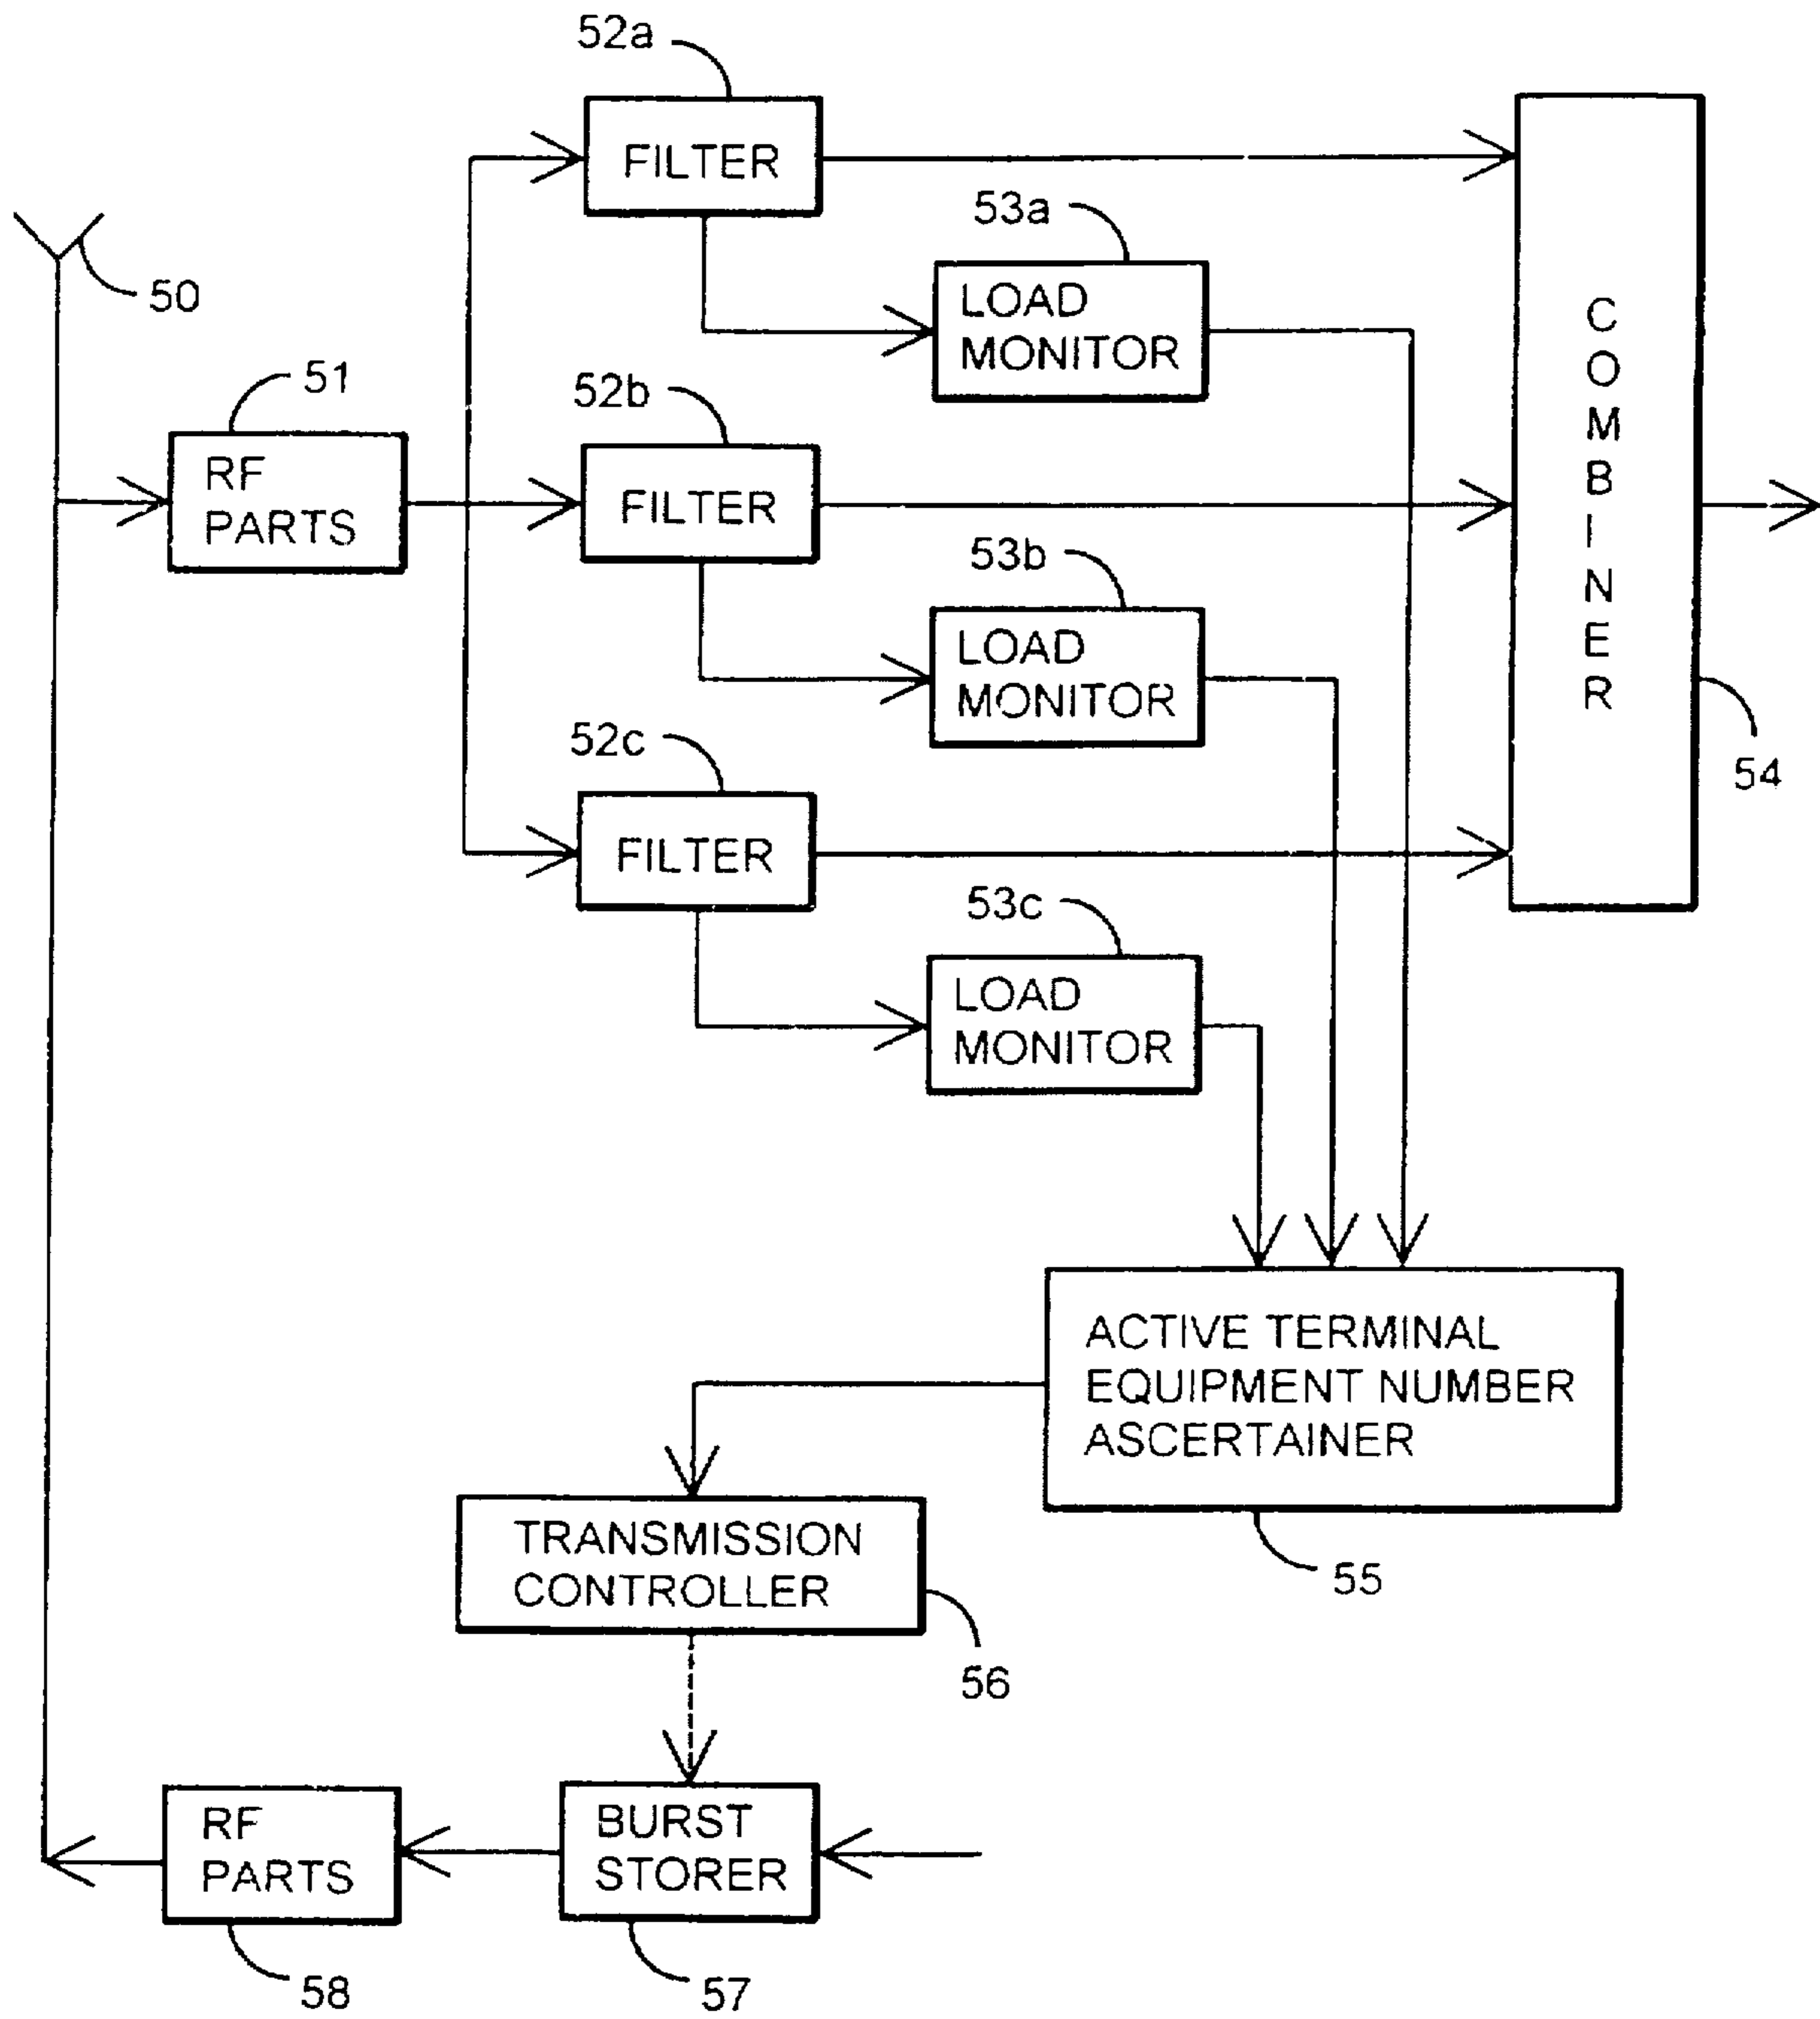 52a
FILTER
53a
50
LOAD
MONITOR
COMBINER
51
52b
RF
PARTS
FILTER
53b
LOAD
MONITOR
52c
54
FILTER
53c
LOAD
MONITOR
ACTIVE TERMINAL
EQUIPMENT NUMBER
ASCERTAINER
55
TRANSMISSION
CONTROLLER
56
RF
PARTS
BURST
STORER
58
57